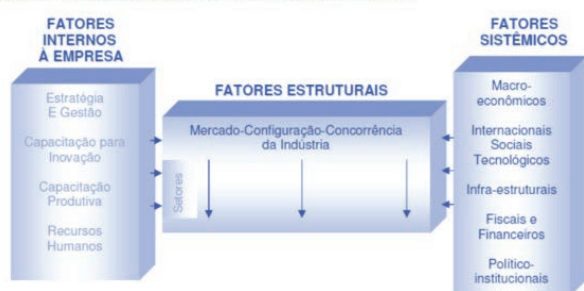 FATORES
INTERNOS
À EMPRESA
Estratégia
E Gestão
Capacitação para
Inovação
Capacitação
Produtiva
Recursos
Humanos
FATORES ESTRUTURAIS
Mercado-Configuração-Concorrência
da Indústria
Setores
FATORES
SISTÊMICOS
Macro-
econômicos
Internacionais
Sociais
Tecnológicos
Infra-estruturais
Fiscais e
Financeiros
Político-
institucionais